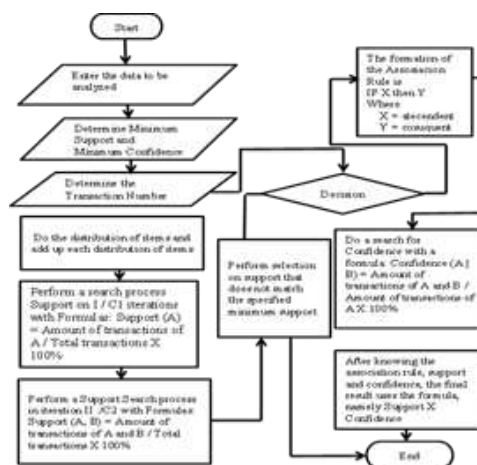 Start
Enter the data to be
analyzed
Determine Minimum
Support and
Minimum Confidence
Determine the
Transaction Number
Do the distribution of items and
add up each distribution of items
Perform a search process
Support on I / C1 iterations
with Formulas: Support (A)
= Amount of transactions of
A / Total transactions X
100%
Perform a Support Search process
in iteration II / C2 with Formulas
Support (A, B) = Amount of
transactions of A and B / Total
transactions X 100%
Perform selection
on support that
does not match
the specified
minimum support
Decision
The formation of
the Association
Rule is
IF X then Y
Where
X =
Y =
Do a search for
Confidence with a
formula: Confidence (A |
B) = Amount of
transactions of A and B /
Amount of transactions of
A X 100%
After knowing the
association rule, support
and confidence, the final
result uses the formula,
namely Support X
Confidence
End